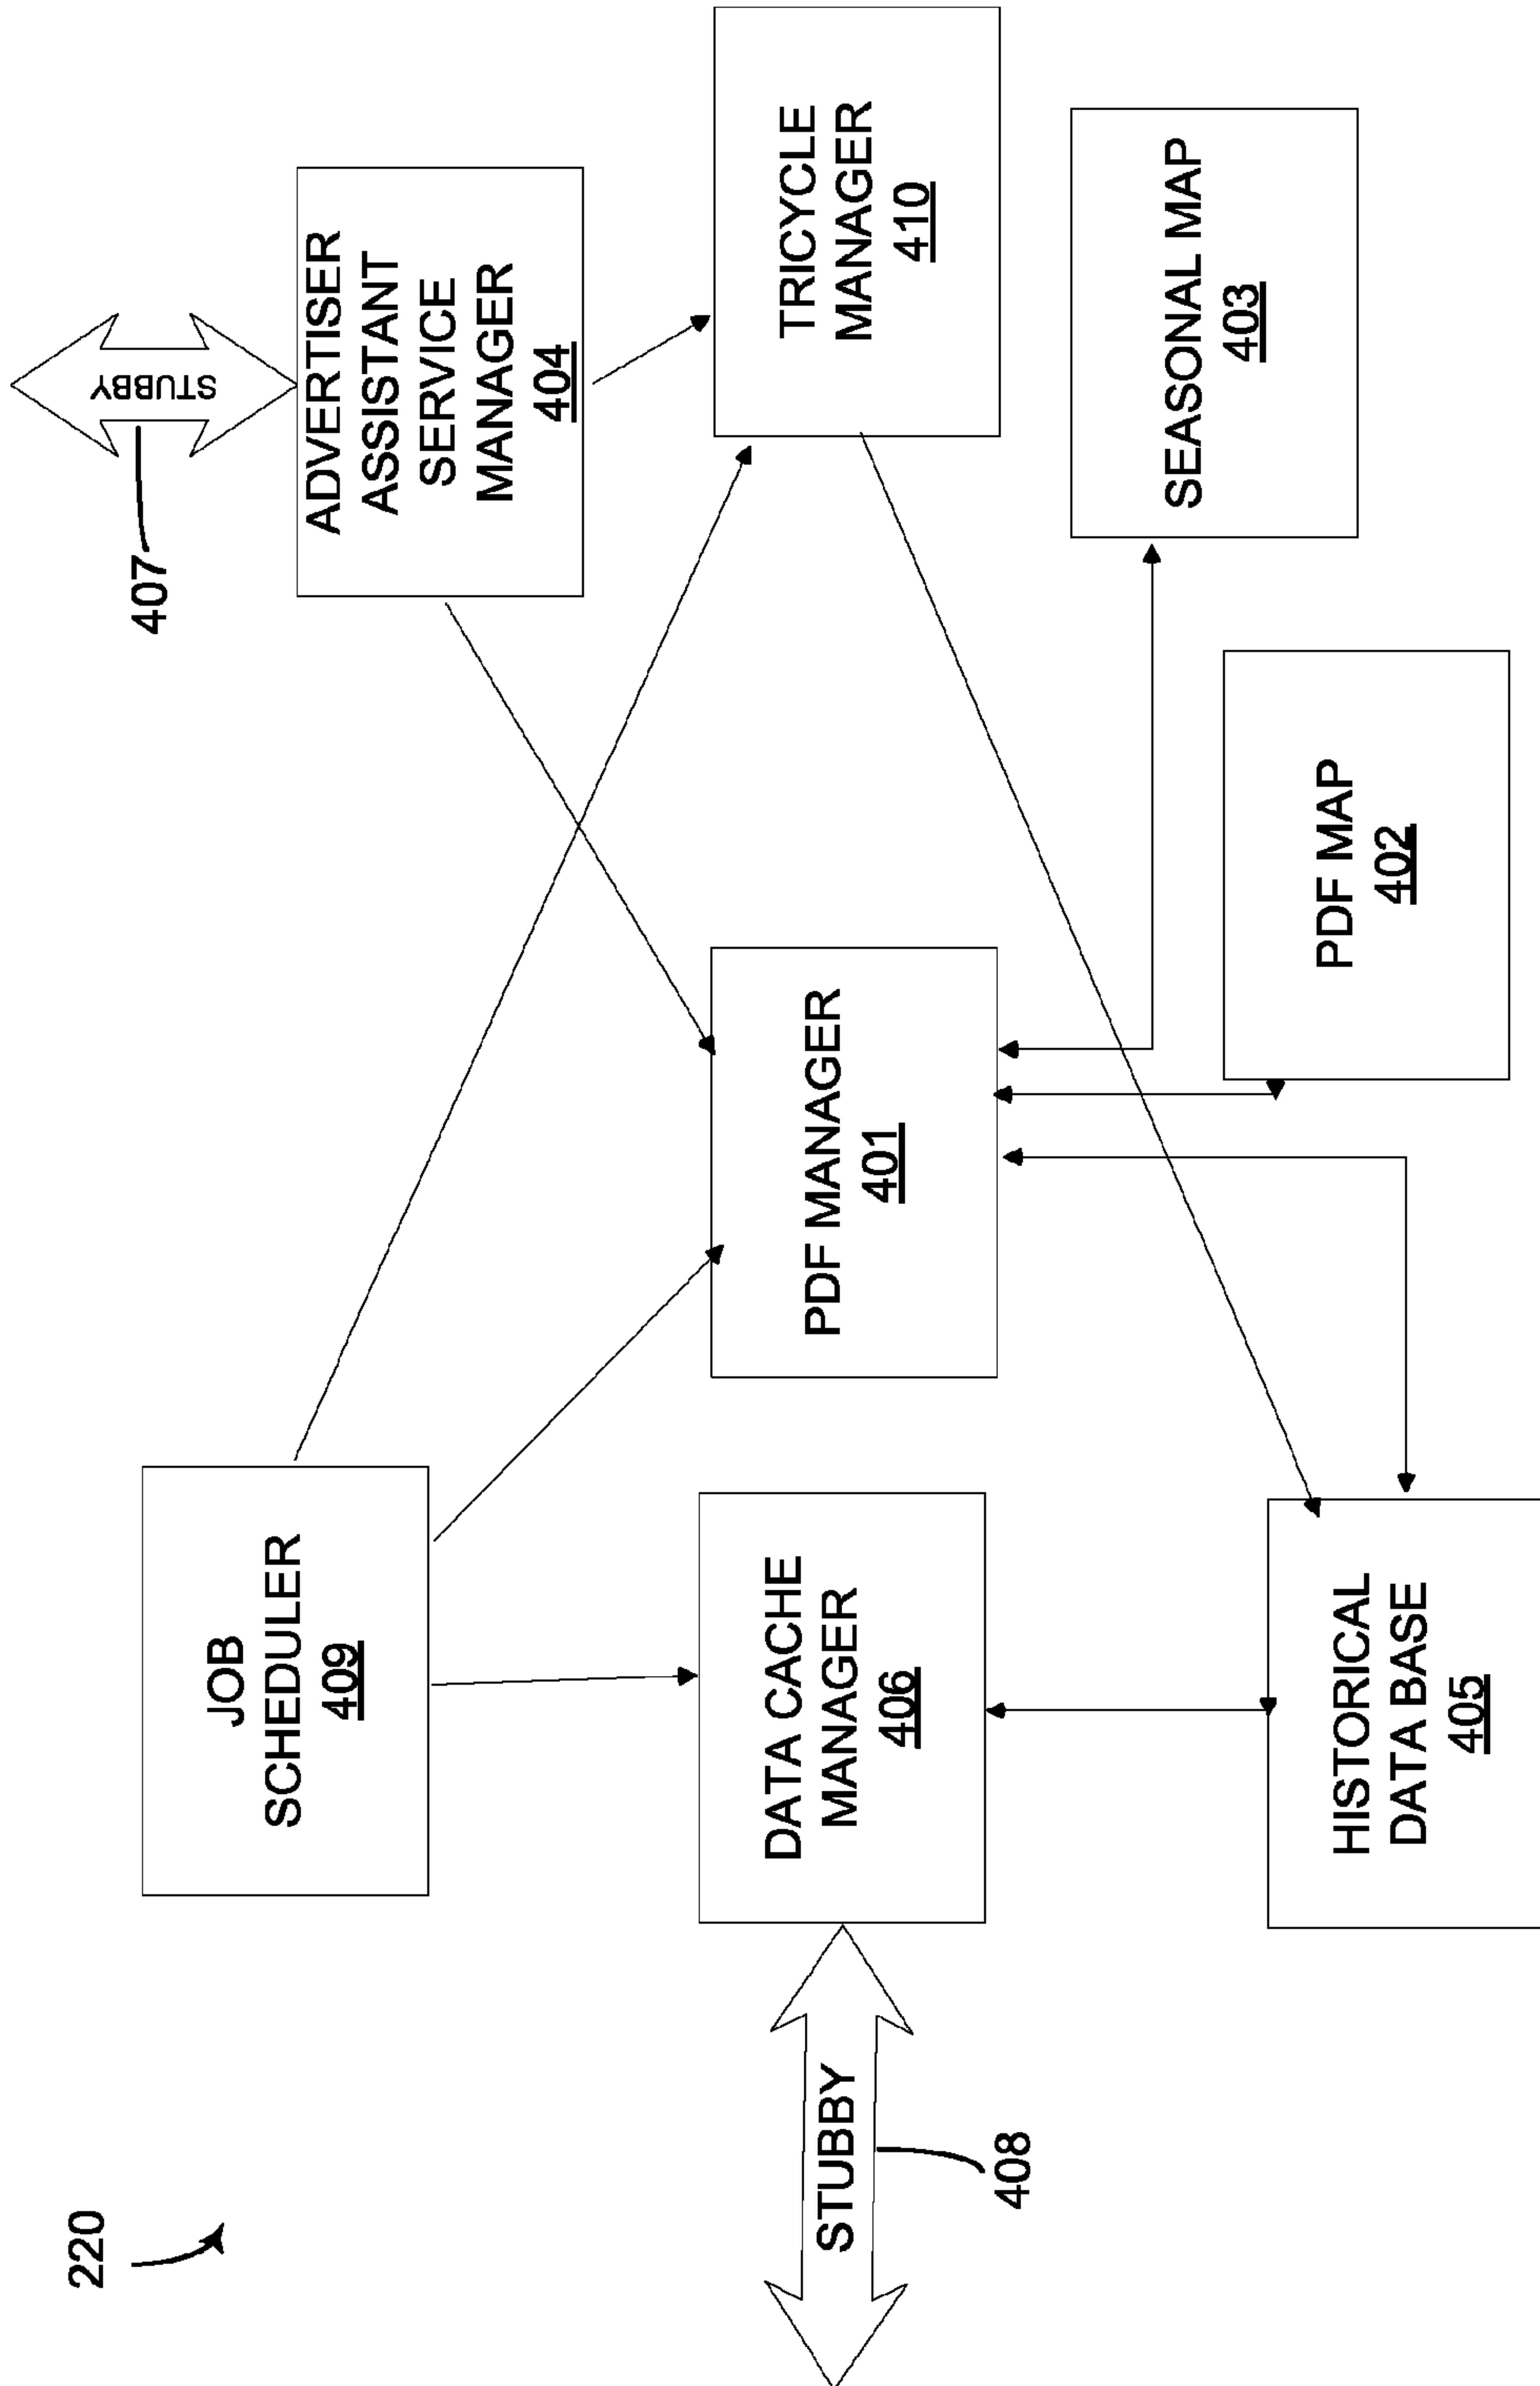 220
407
STUBBY
JOB
SCHEDULER
409
ADVERTISER
ASSISTANT
SERVICE
MANAGER
404
STUBBY
408
DATA CACHE
MANAGER
406
PDF MANAGER
401
TRICYCLE
MANAGER
410
HISTORICAL
DATA BASE
405
PDF MAP
402
SEASONAL MAP
403